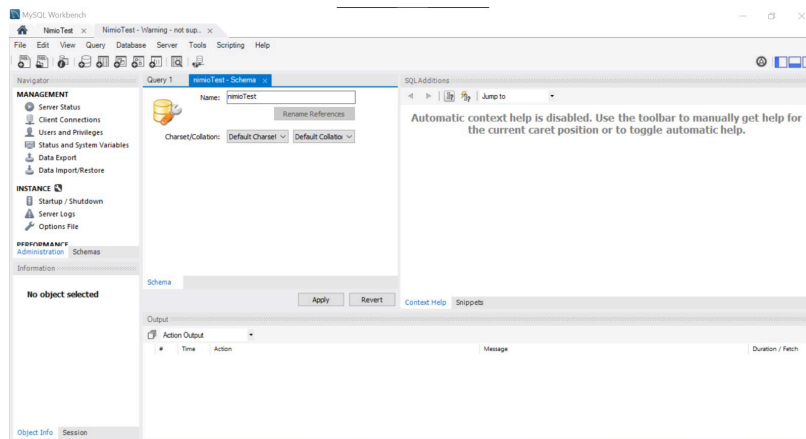 MySQL Workbench
Nimio Test × NimioTest - Warning - not sup... ×
File Edit View Query Database Server Tools Scripting Help
Navigator
MANAGEMENT
Server Status
Client Connections
Users and Privileges
Status and System Variables
Data Export
Data Import/Restore
INSTANCE
Startup / Shutdown
Server Logs
Options File
PERFORMANCE
Administration Schemas
Information
No object selected
Object Info Session
Query 1 nimioTest - Schema ×
Name: nimioTest
Rename References
Charset/Collation: Default Charset Default Collation
Schema
Apply Revert
SQLAdditions
Jump to
Automatic context help is disabled. Use the toolbar to manually get help for
the current caret position or to toggle automatic help.
Context Help Snippets
Output
Action Output
# Time Action Message Duration / Fetch